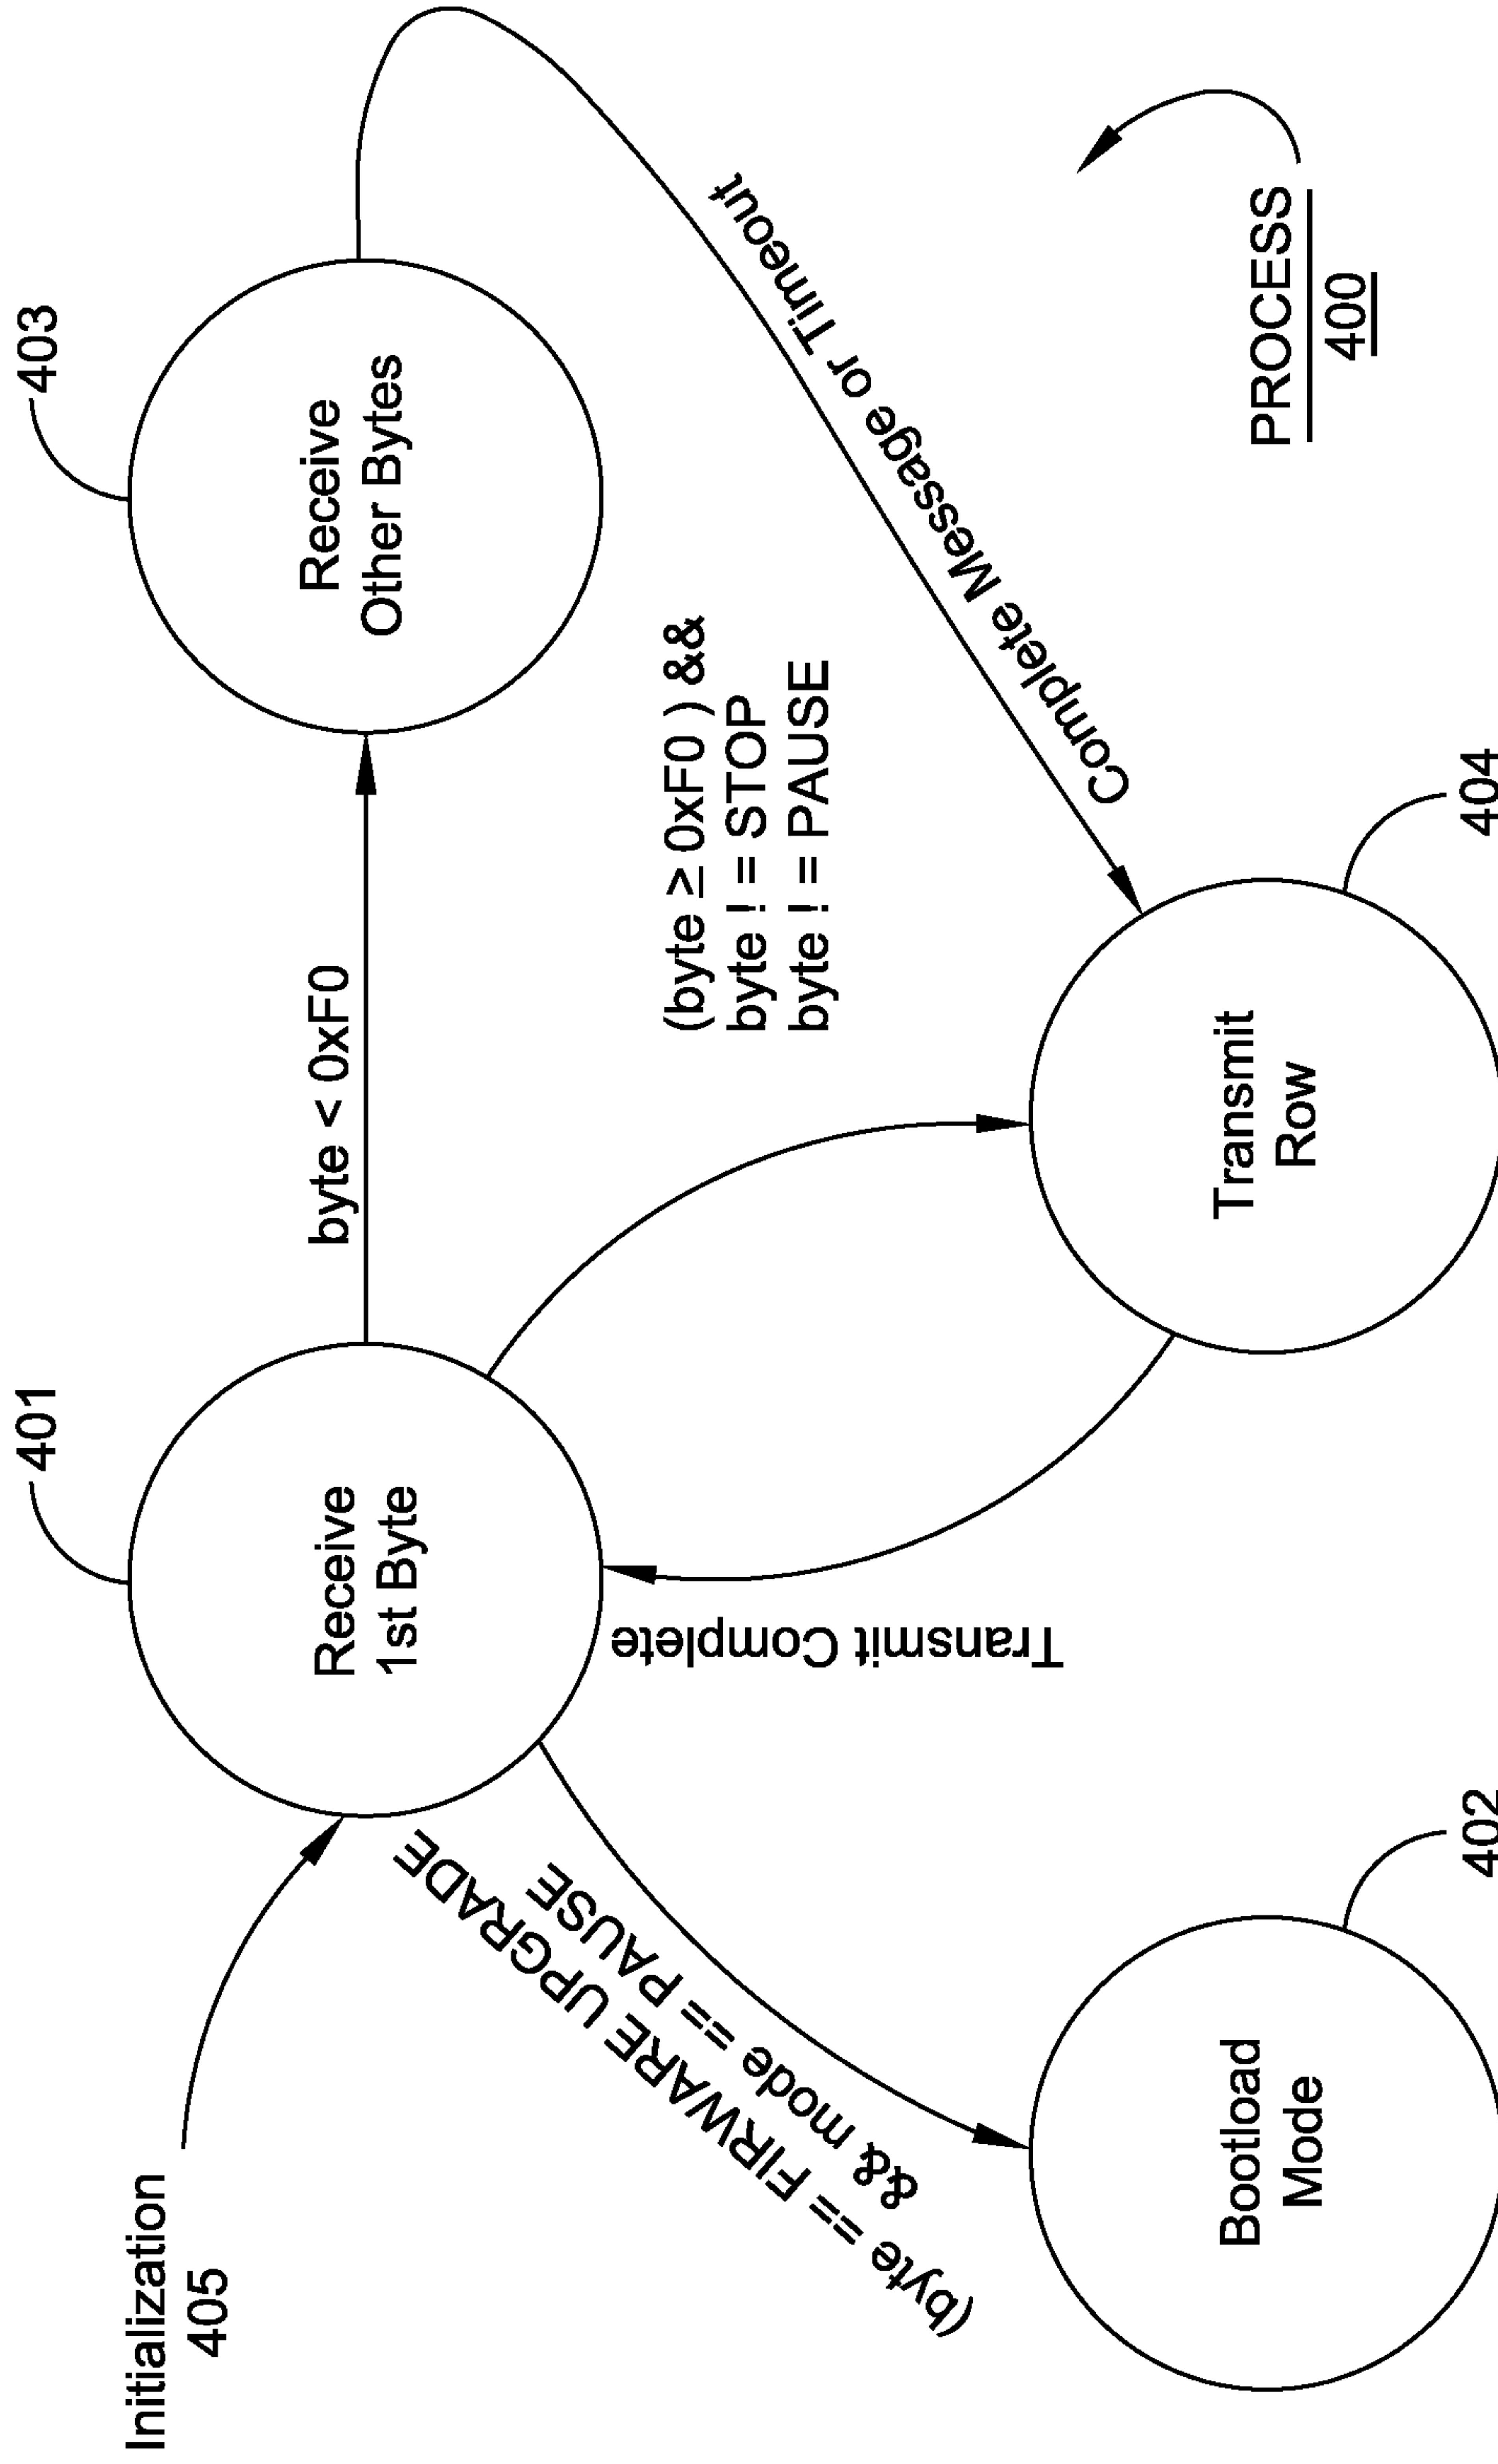 Initialization
405
401
Receive
1st Byte
byte < 0xF0
403
Receive
Other Bytes
(byte == FIRWARE UPGRADE
&& mode == PAUSE
Transmit Complete
(byte ≥ 0xF0 ) &&
byte ! = STOP
byte ! = PAUSE
Complete Message or Timeout
Bootload
Mode
402
Transmit
Row
404
PROCESS
400